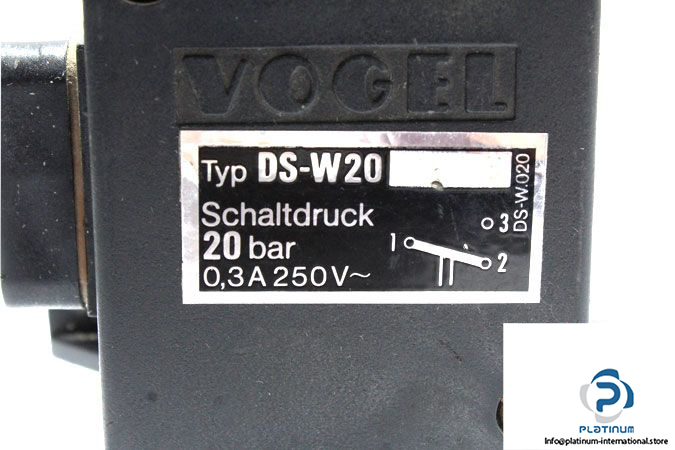 VOGEL
Typ DS-W20
Schaltdruck
20 bar
0,3A 250V~
1
2
3
DS-W020
PLATINUM
info@platinum-international.store